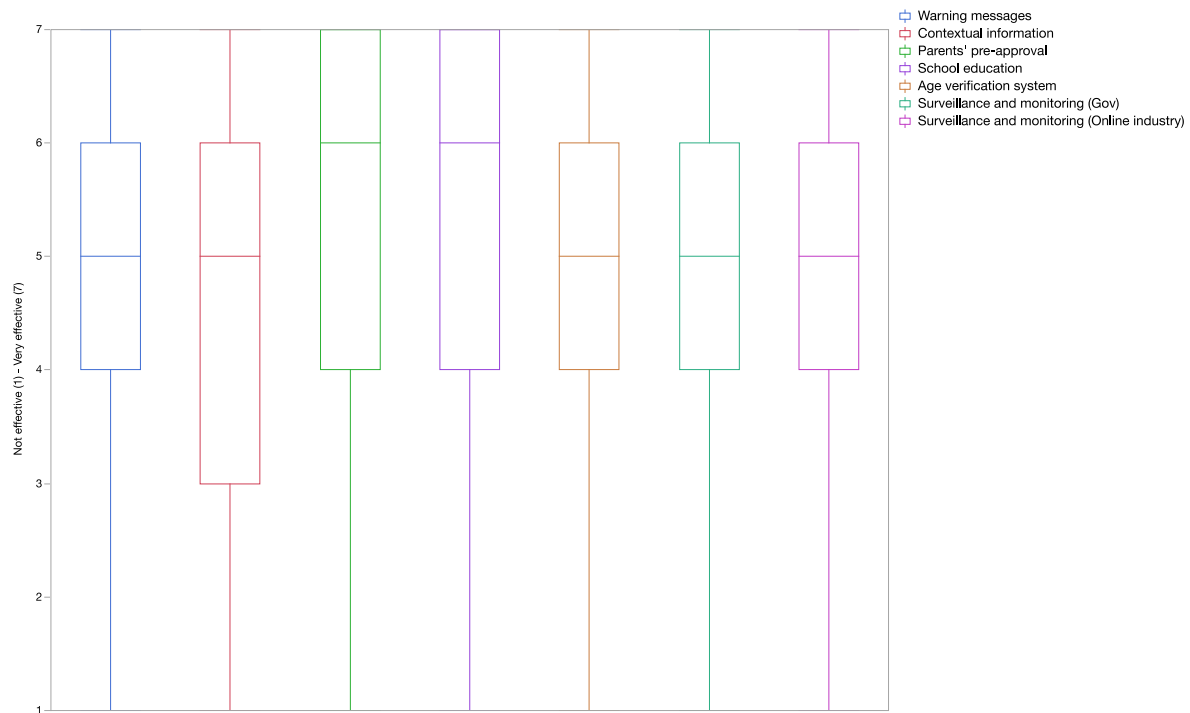 Warning messages
Contextual information
Parents' pre-approval
School education
Age verification system
Surveillance and monitoring (Gov)
Surveillance and monitoring (Online industry)
Not effective (1) – Very effective (7)
7
6
5
4
3
2
1